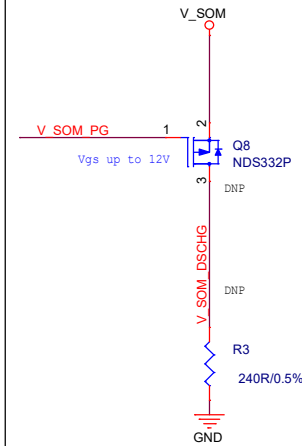 V_SOM
V_SOM_PG
1
2
Q8
NDS332P
Vgs up to 12V
3
DNP
V_SOM_DSCHG
DNP
R3
240R/0.5%
GND